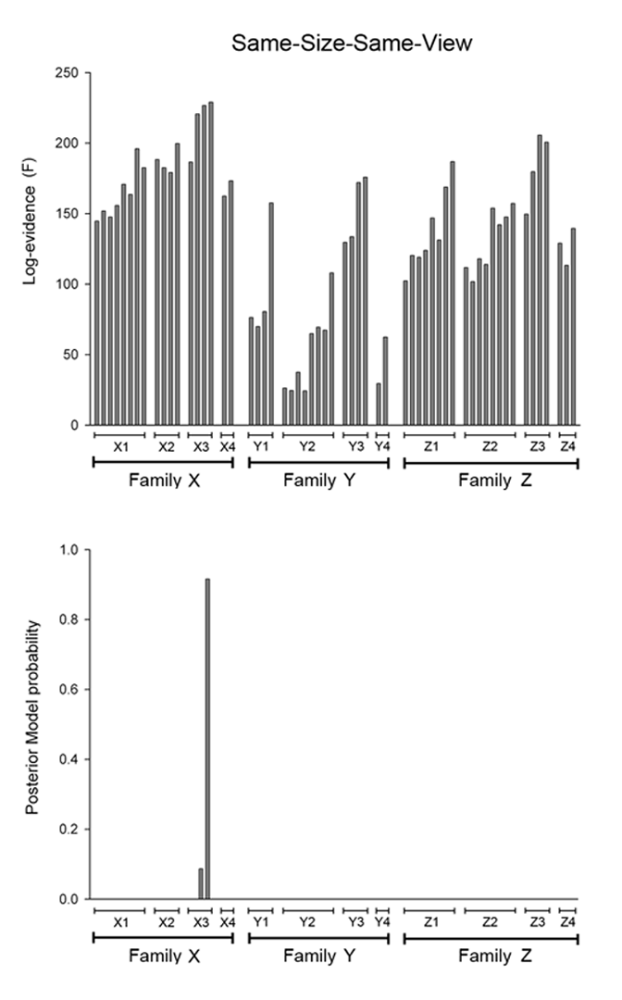 Same-Size-Same-View
Log-evidence (F)
250
200
150
100
50
0
X1 X2 X3 X4 Y1 Y2 Y3 Y4 Z1 Z2 Z3 Z4
Family X Family Y Family Z
Posterior Model probability
1.0
0.8
0.6
0.4
0.2
0.0
X1 X2 X3 X4 Y1 Y2 Y3 Y4 Z1 Z2 Z3 Z4
Family X Family Y Family Z